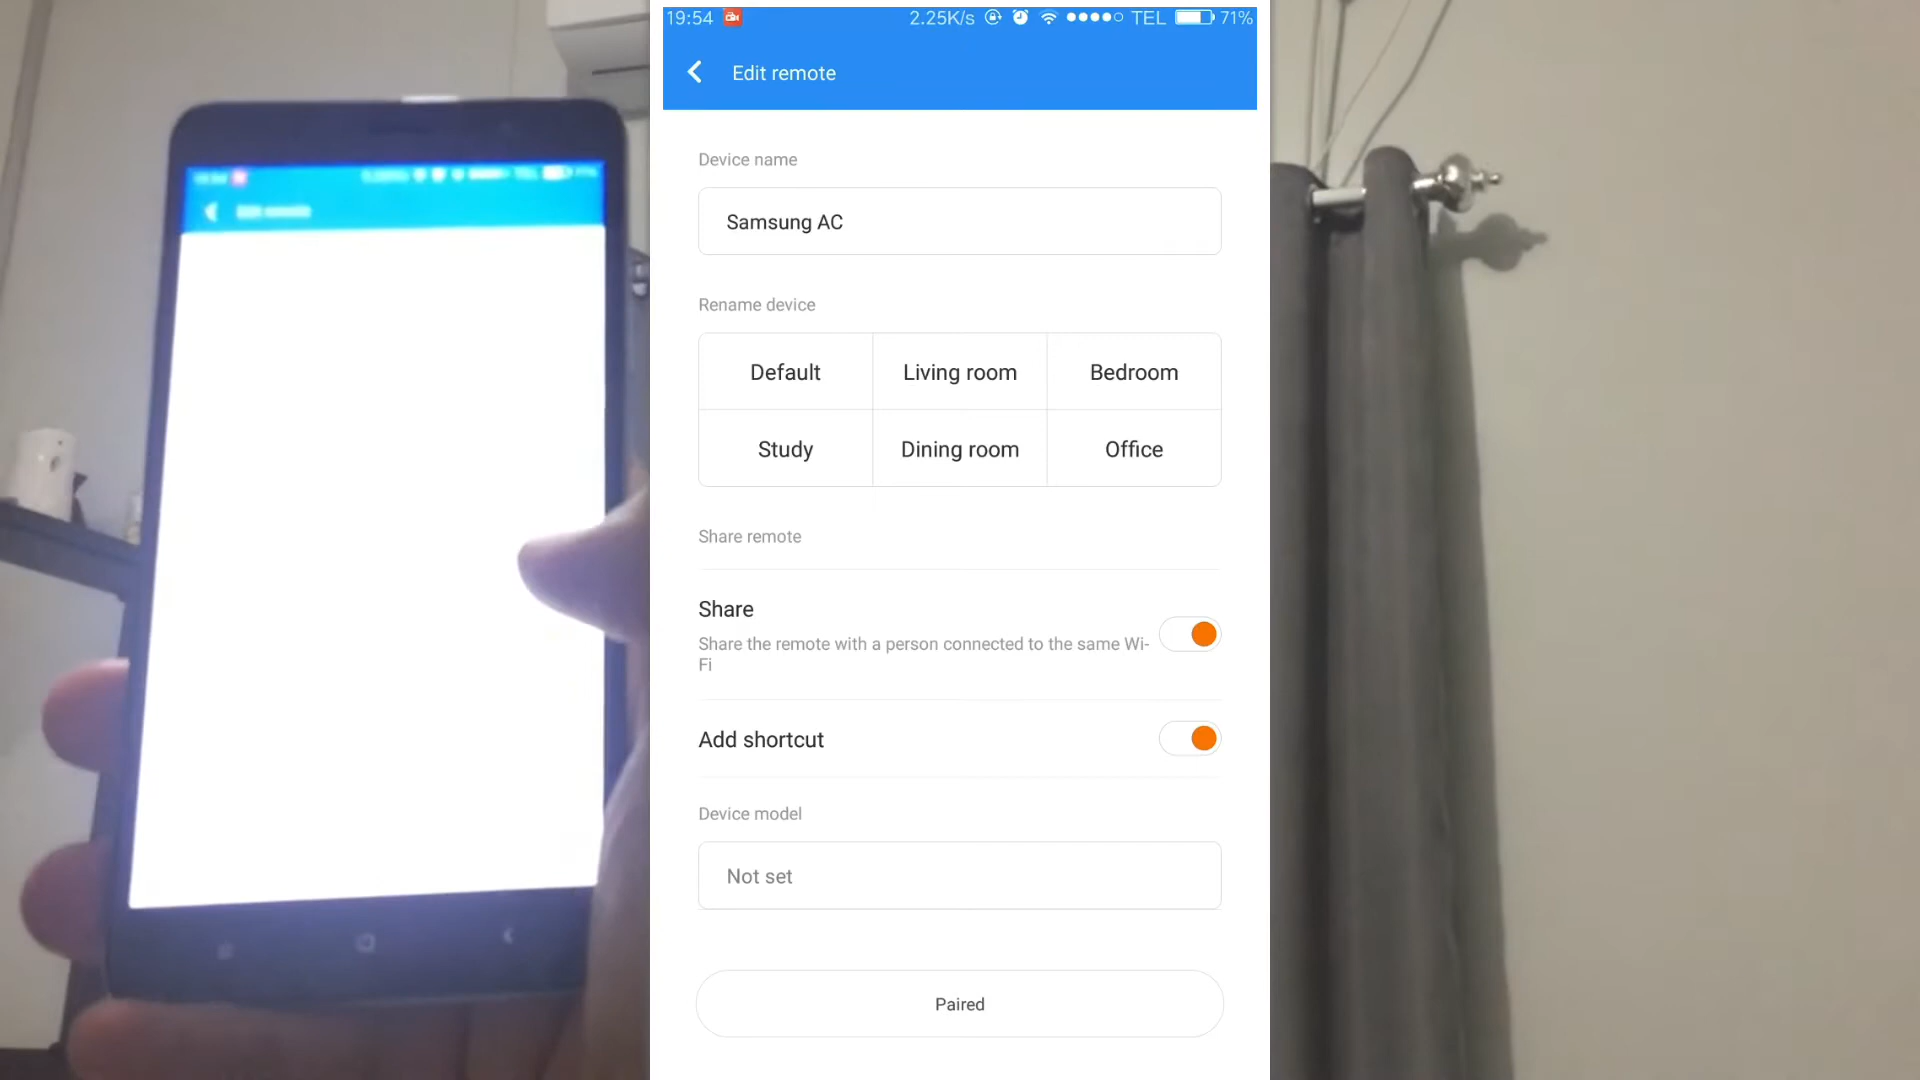 19:54 2.25K/s TEL 71%
Edit remote
Device name
Samsung AC
Rename device
Default Living room Bedroom
Study Dining room Office
Share remote
Share
Share the remote with a person connected to the same Wi-
Fi
Add shortcut
Device model
Not set
Paired